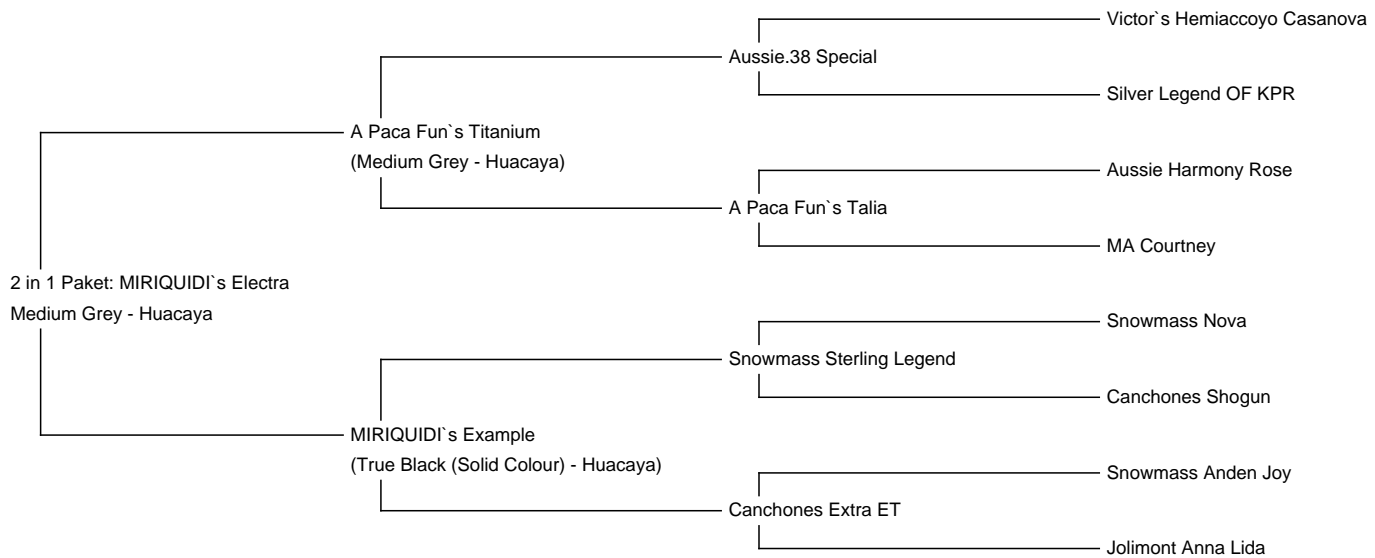 Victor`s Hemiaccoyo Casanova
Aussie.38 Special
Silver Legend OF KPR
A Paca Fun`s Titanium
(Medium Grey - Huacaya)
Aussie Harmony Rose
A Paca Fun`s Talia
MA Courtney
2 in 1 Paket: MIRIQUIDI`s Electra
Medium Grey - Huacaya
Snowmass Nova
Snowmass Sterling Legend
Canchones Shogun
MIRIQUIDI`s Example
(True Black (Solid Colour) - Huacaya)
Snowmass Anden Joy
Canchones Extra ET
Jolimont Anna Lida